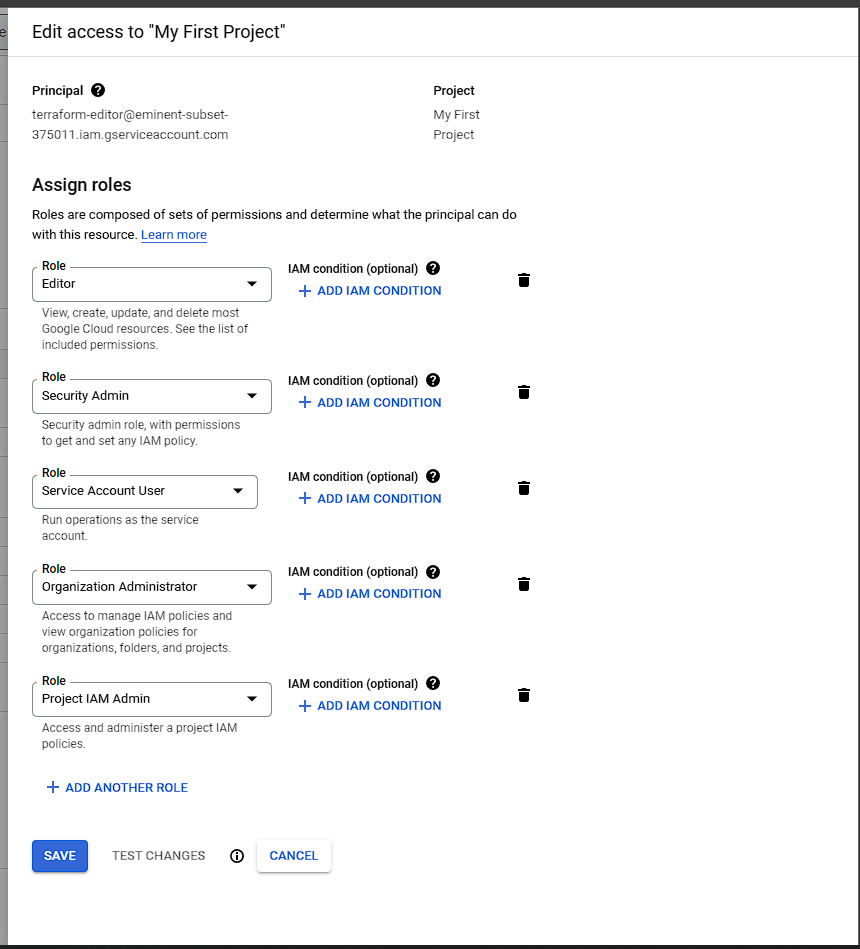 e
Edit access to "My First Project"
Principal
Project
terraform-editor@eminent-subset-
375011.iam.gserviceaccount.com
My First
Project
Assign roles
Roles are composed of sets of permissions and determine what the principal can do
with this resource. Learn more
Role
Editor
IAM condition (optional)
ADD IAM CONDITION
View, create, update, and delete most
Google Cloud resources. See the list of
included permissions.
Role
Security Admin
IAM condition (optional)
ADD IAM CONDITION
Security admin role, with permissions
to get and set any IAM policy.
Role
Service Account User
IAM condition (optional)
ADD IAM CONDITION
Run operations as the service
account.
Role
Organization Administrator
IAM condition (optional)
ADD IAM CONDITION
Access to manage IAM policies and
view organization policies for
organizations, folders, and projects.
Role
Project IAM Admin
IAM condition (optional)
ADD IAM CONDITION
Access and administer a project IAM
policies.
ADD ANOTHER ROLE
SAVE
TEST CHANGES
CANCEL